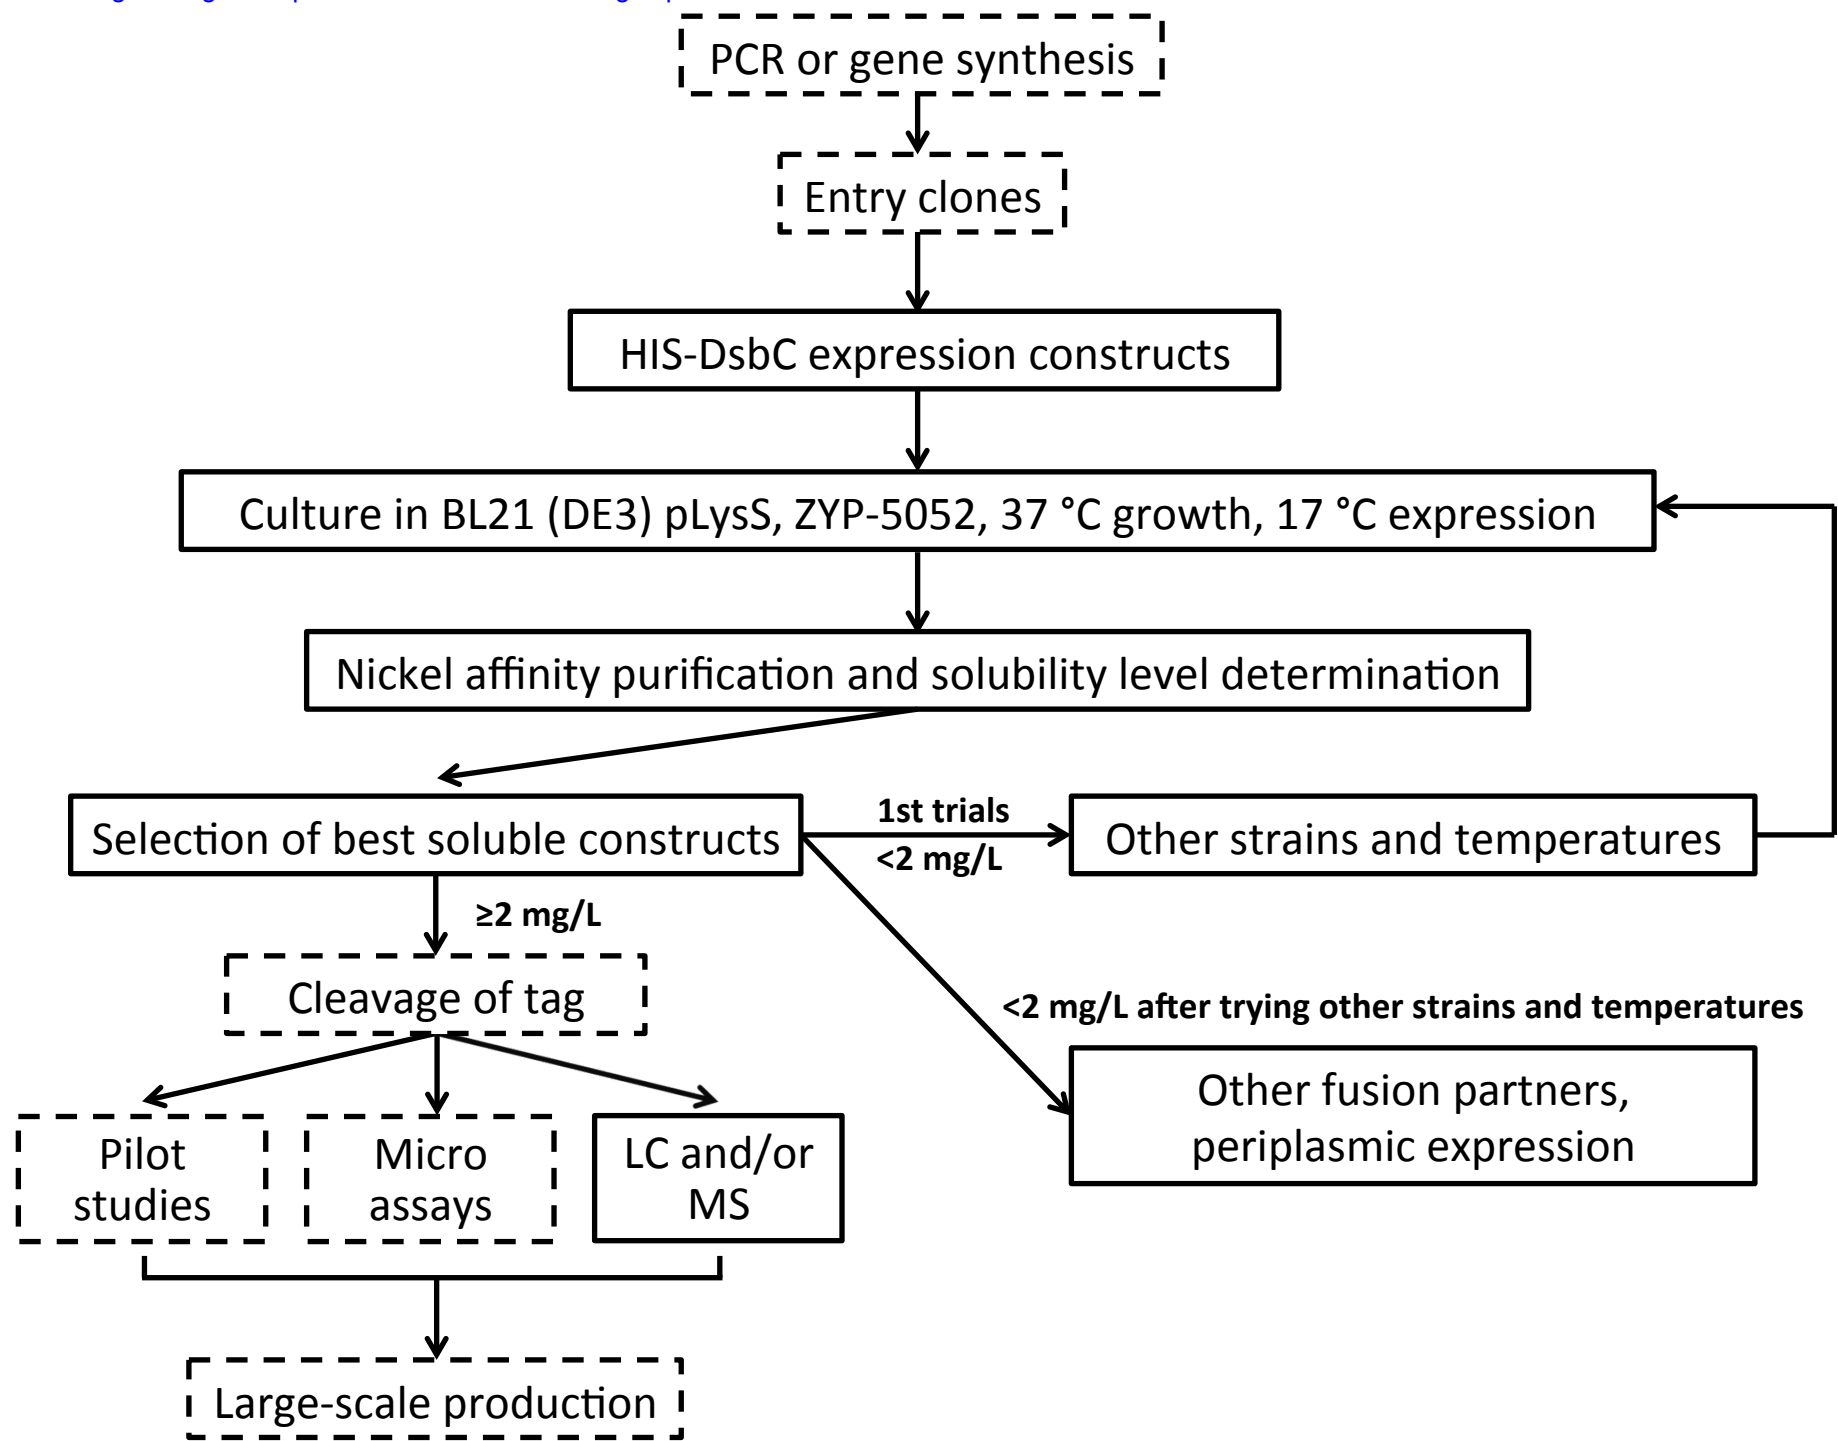 PCR or gene synthesis
Entry clones
HIS-DsbC expression constructs
Culture in BL21 (DE3) pLysS, ZYP-5052, 37 °C growth, 17 °C expression
Nickel affinity purification and solubility level determination
Selection of best soluble constructs
1st trials
<2 mg/L
Other strains and temperatures
≥2 mg/L
Cleavage of tag
<2 mg/L after trying other strains and temperatures
Other fusion partners,
periplasmic expression
Pilot
studies
Micro
assays
LC and/or
MS
Large-scale production